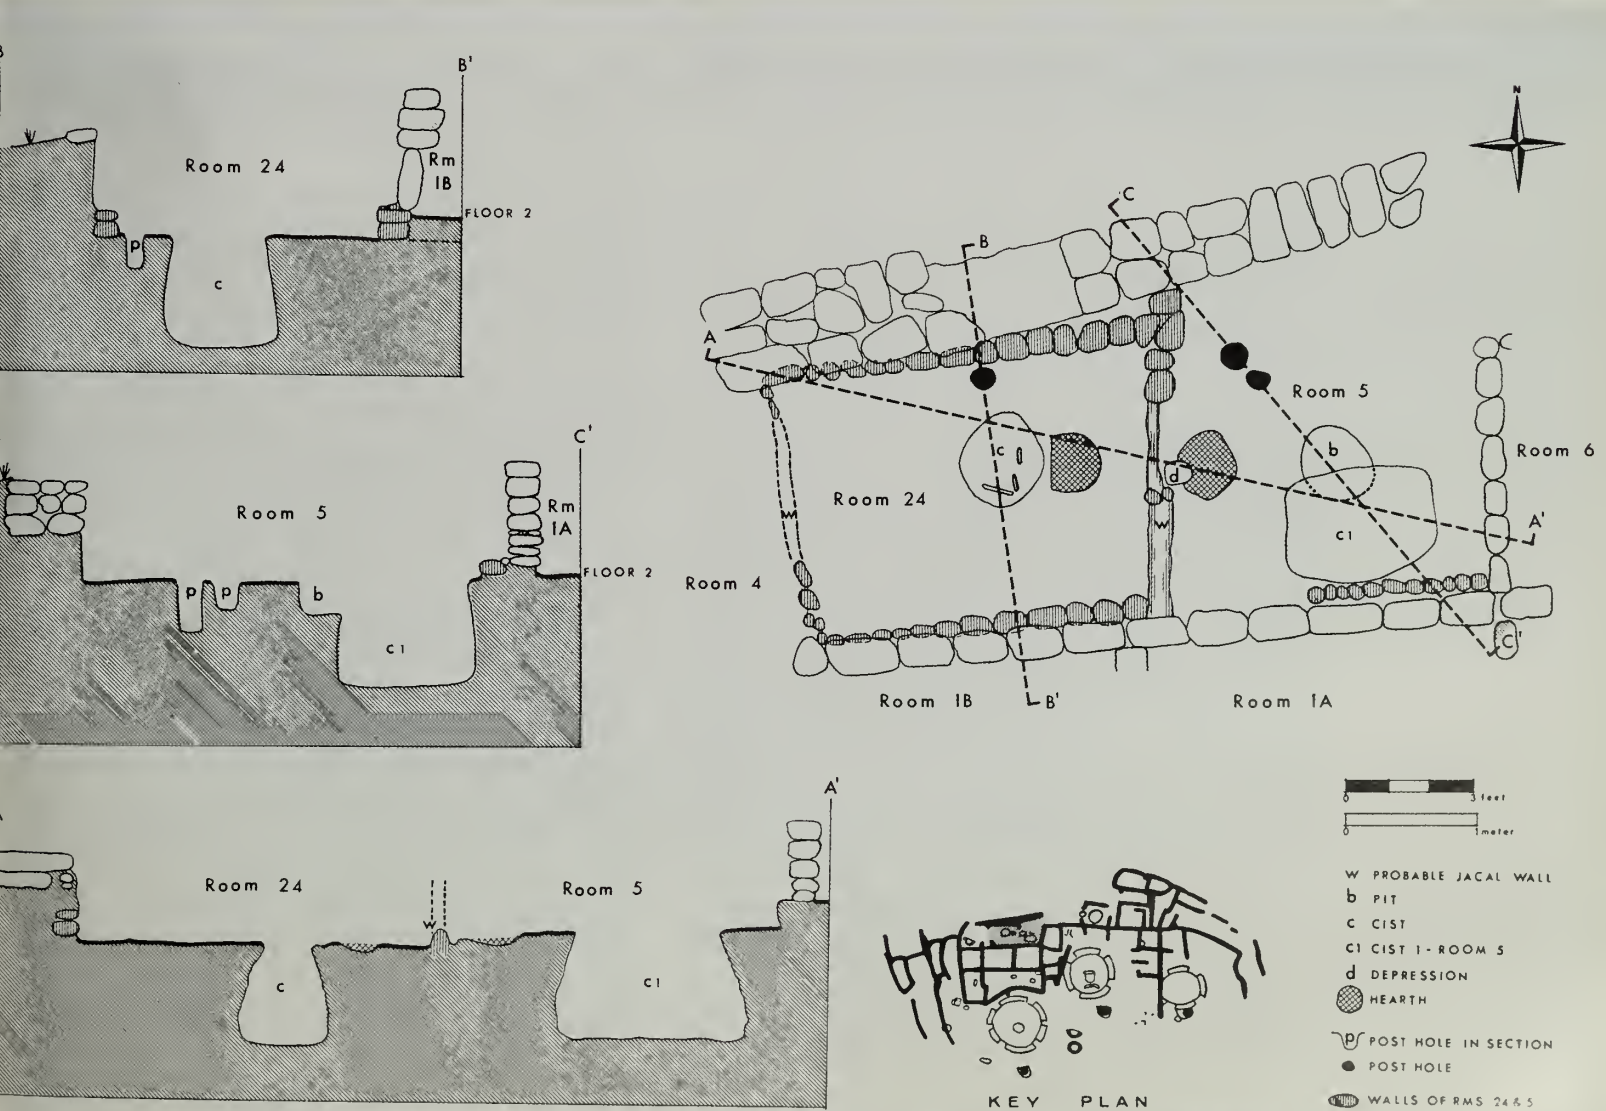 B
B'
Room 24
Rm
1B
FLOOR 2
p
c
C'
Room 5
Rm
1A
FLOOR 2
p
p
b
c1
A'
A
Room 24
Room 5
w
c
c1
N
C
B
A
Room 5
b
Room 6
c
d
Room 24
w
w
c1
A'
Room 4
C'
Room 1B
B'
Room 1A
0
3 feet
0
1 meter
w PROBABLE JACAL WALL
b PIT
c CIST
c1 CIST 1 - ROOM 5
d DEPRESSION
HEARTH
p POST HOLE IN SECTION
POST HOLE
WALLS OF RMS 24 & 5
KEY PLAN